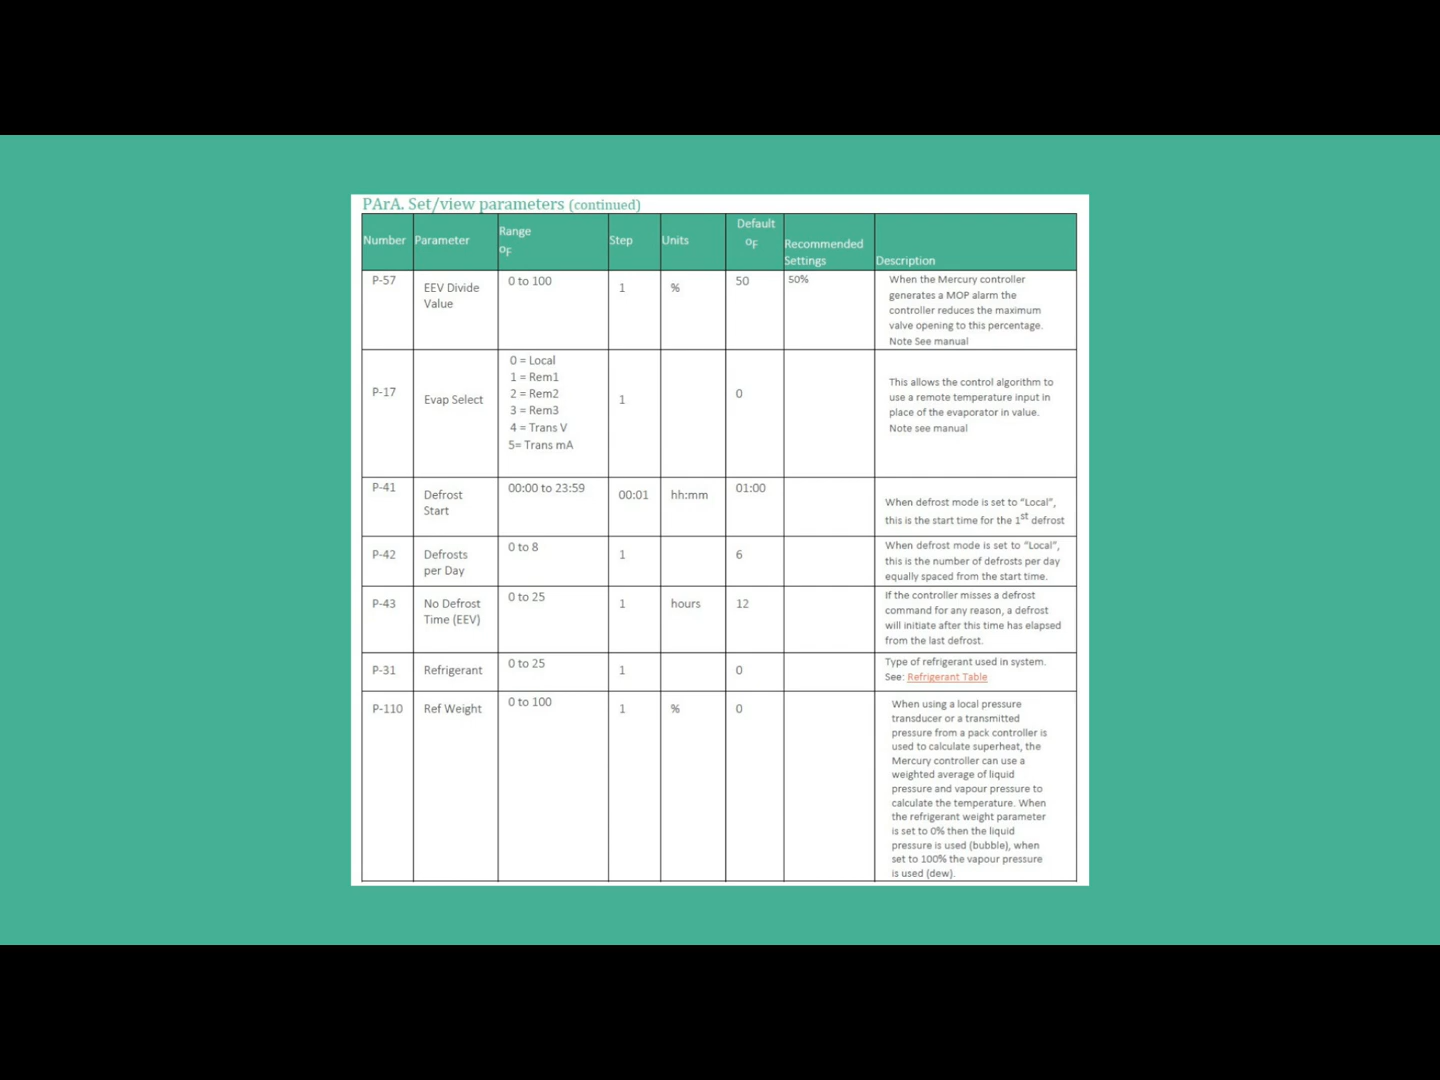 PArA. Set/view parameters (continued)
Number Parameter Range ºF Step Units Default ºF Recommended Settings Description
P-57 EEV Divide Value 0 to 100 1 % 50 50% When the Mercury controller
generates a MOP alarm the
controller reduces the maximum
valve opening to this percentage.
Note See manual
P-17 Evap Select
0 = Local
1 = Rem1
2 = Rem2
3 = Rem3
4 = Trans V
5= Trans mA
1 0
This allows the control algorithm to
use a remote temperature input in
place of the evaporator in value.
Note see manual
P-41 Defrost Start 00:00 to 23:59 00:01 hh:mm 01:00
When defrost mode is set to “Local”,
this is the start time for the 1st defrost
P-42 Defrosts per Day 0 to 8 1 6
When defrost mode is set to “Local”,
this is the number of defrosts per day
equally spaced from the start time.
P-43 No Defrost Time (EEV) 0 to 25 1 hours 12
If the controller misses a defrost
command for any reason, a defrost
will initiate after this time has elapsed
from the last defrost.
P-31 Refrigerant 0 to 25 1 0
Type of refrigerant used in system.
See: Refrigerant Table
P-110 Ref Weight 0 to 100 1 % 0
When using a local pressure
transducer or a transmitted
pressure from a pack controller is
used to calculate superheat, the
Mercury controller can use a
weighted average of liquid
pressure and vapour pressure to
calculate the temperature. When
the refrigerant weight parameter
is set to 0% then the liquid
pressure is used (bubble), when
set to 100% the vapour pressure
is used (dew).